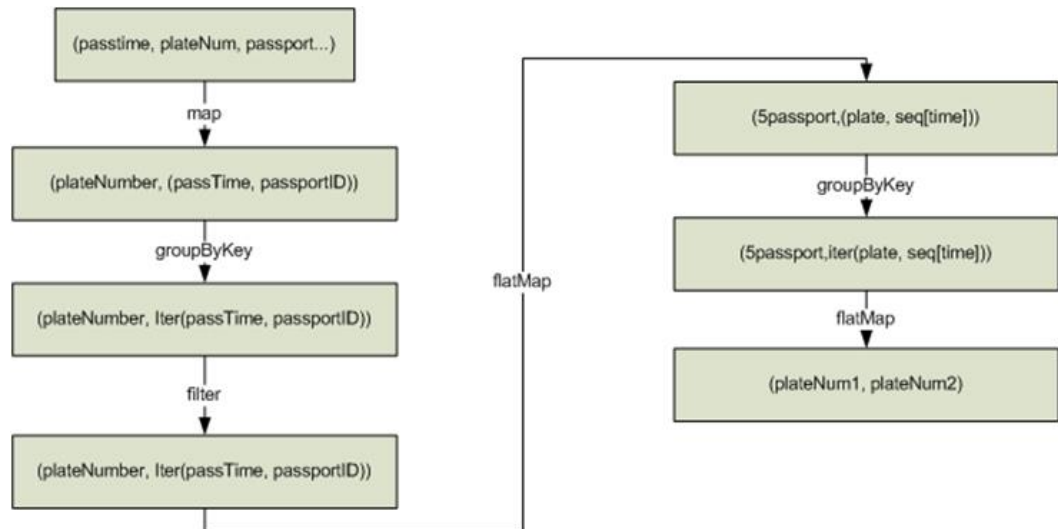 (passtime, plateNum, passport...)
map
(plateNumber, (passTime, passportID))
groupByKey
(plateNumber, Iter(passTime, passportID))
filter
(plateNumber, Iter(passTime, passportID))
flatMap
(5passport,(plate, seq[time]))
groupByKey
(5passport,iter(plate, seq[time]))
flatMap
(plateNum1, plateNum2)